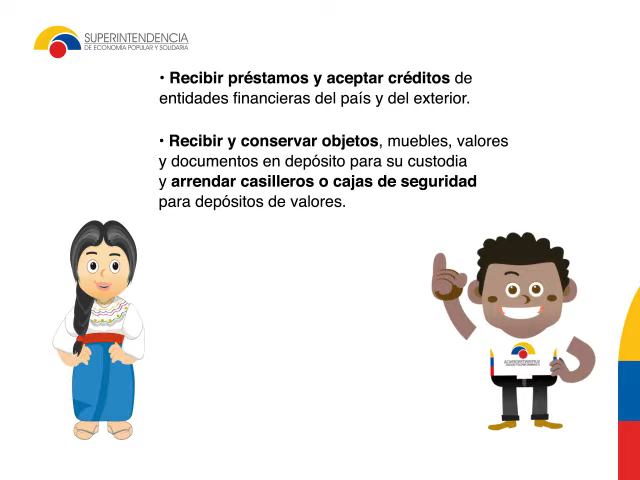 SUPERINTENDENCIA
DE ECONOMÍA POPULAR Y SOLIDARIA
• Recibir préstamos y aceptar créditos de
entidades financieras del país y del exterior.
• Recibir y conservar objetos, muebles, valores
y documentos en depósito para su custodia
y arrendar casilleros o cajas de seguridad
para depósitos de valores.